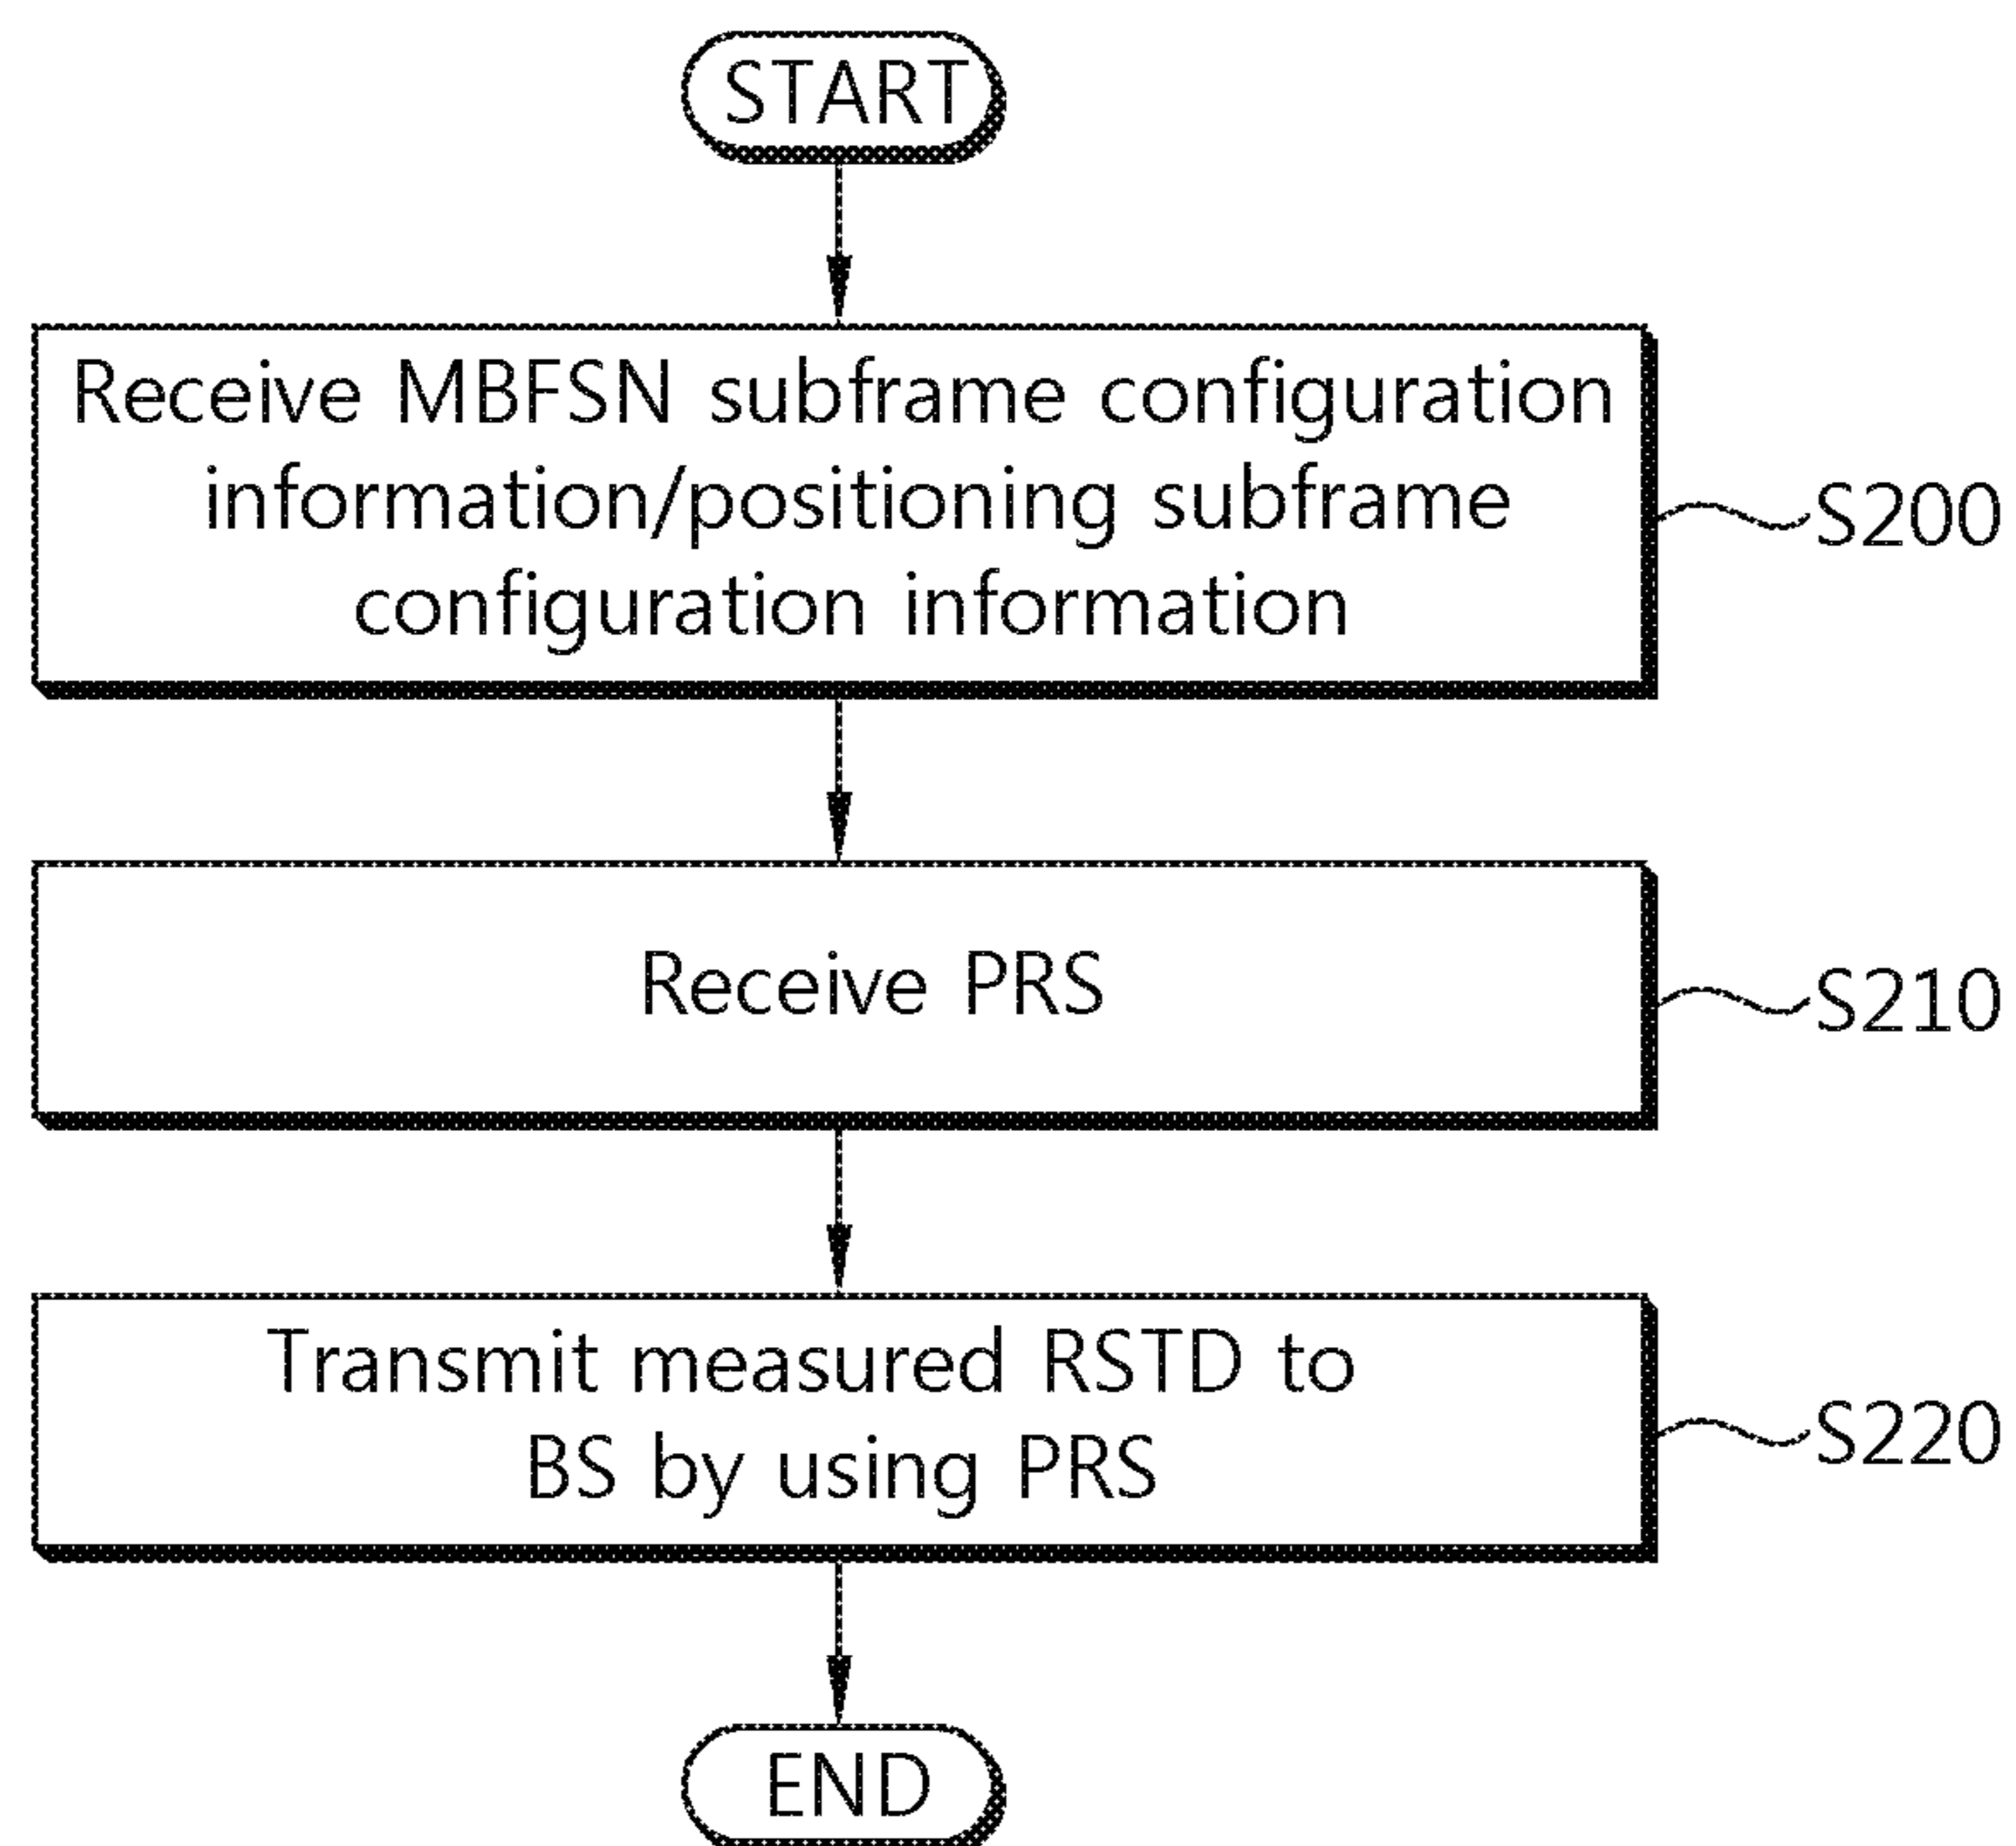 START
Receive MBFSN subframe configuration
information/positioning subframe
configuration information
S200
Receive PRS
S210
Transmit measured RSTD to
BS by using PRS
S220
END